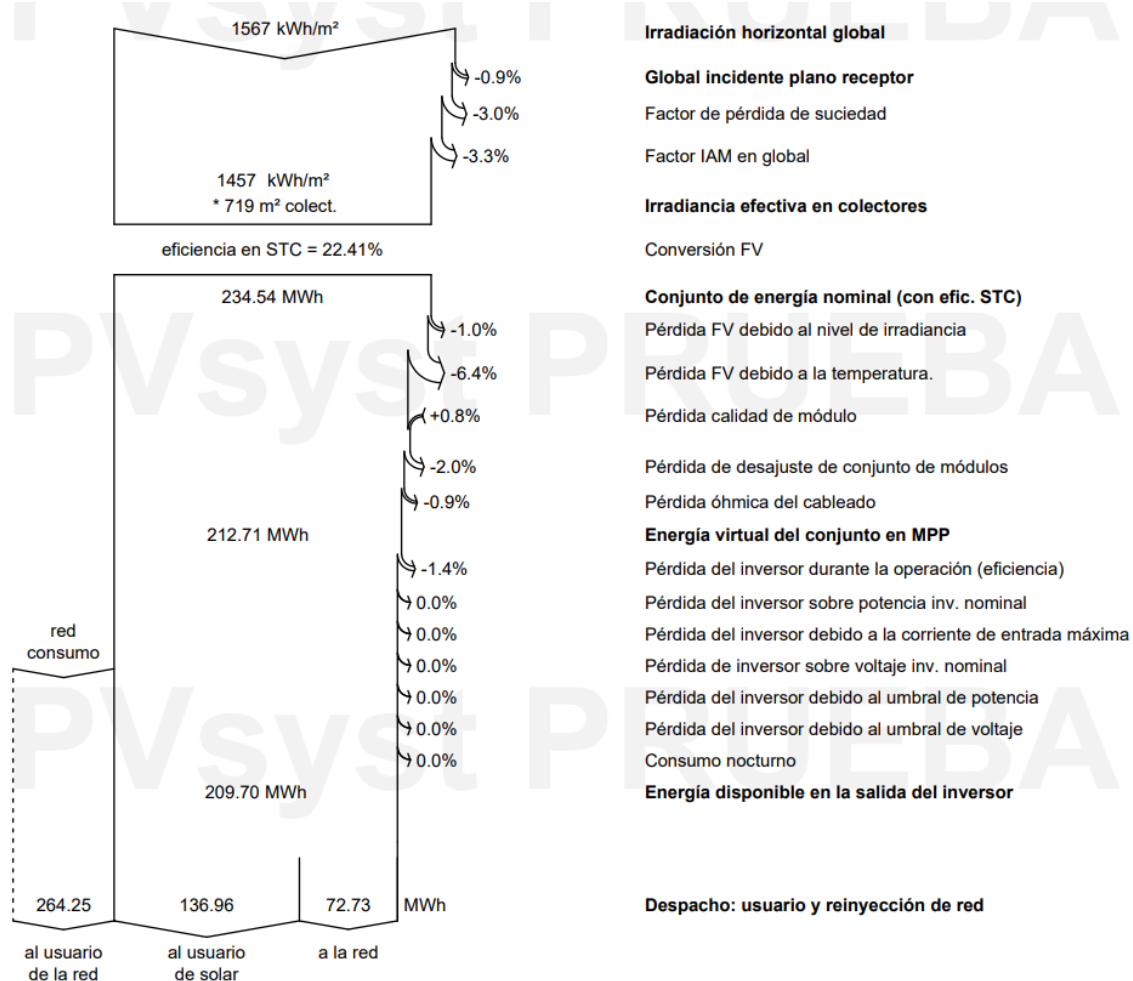 PVsyst PRUEBA
1567 kWh/m²
Irradiación horizontal global
-0.9%
Global incidente plano receptor
-3.0%
Factor de pérdida de suciedad
-3.3%
Factor IAM en global
1457 kWh/m²
* 719 m² colect.
Irradiancia efectiva en colectores
eficiencia en STC = 22.41%
Conversión FV
234.54 MWh
Conjunto de energía nominal (con efic. STC)
-1.0%
Pérdida FV debido al nivel de irradiancia
PVsyst PRUEBA
-6.4%
Pérdida FV debido a la temperatura.
+0.8%
Pérdida calidad de módulo
-2.0%
Pérdida de desajuste de conjunto de módulos
-0.9%
Pérdida óhmica del cableado
212.71 MWh
Energía virtual del conjunto en MPP
-1.4%
Pérdida del inversor durante la operación (eficiencia)
0.0%
Pérdida del inversor sobre potencia inv. nominal
red
consumo
0.0%
Pérdida del inversor debido a la corriente de entrada máxima
0.0%
Pérdida de inversor sobre voltaje inv. nominal
0.0%
Pérdida del inversor debido al umbral de potencia
0.0%
Pérdida del inversor debido al umbral de voltaje
PVsyst PRUEBA
0.0%
Consumo nocturno
209.70 MWh
Energía disponible en la salida del inversor
264.25
136.96
72.73
MWh
Despacho: usuario y reinyección de red
al usuario
de la red
al usuario
de solar
a la red